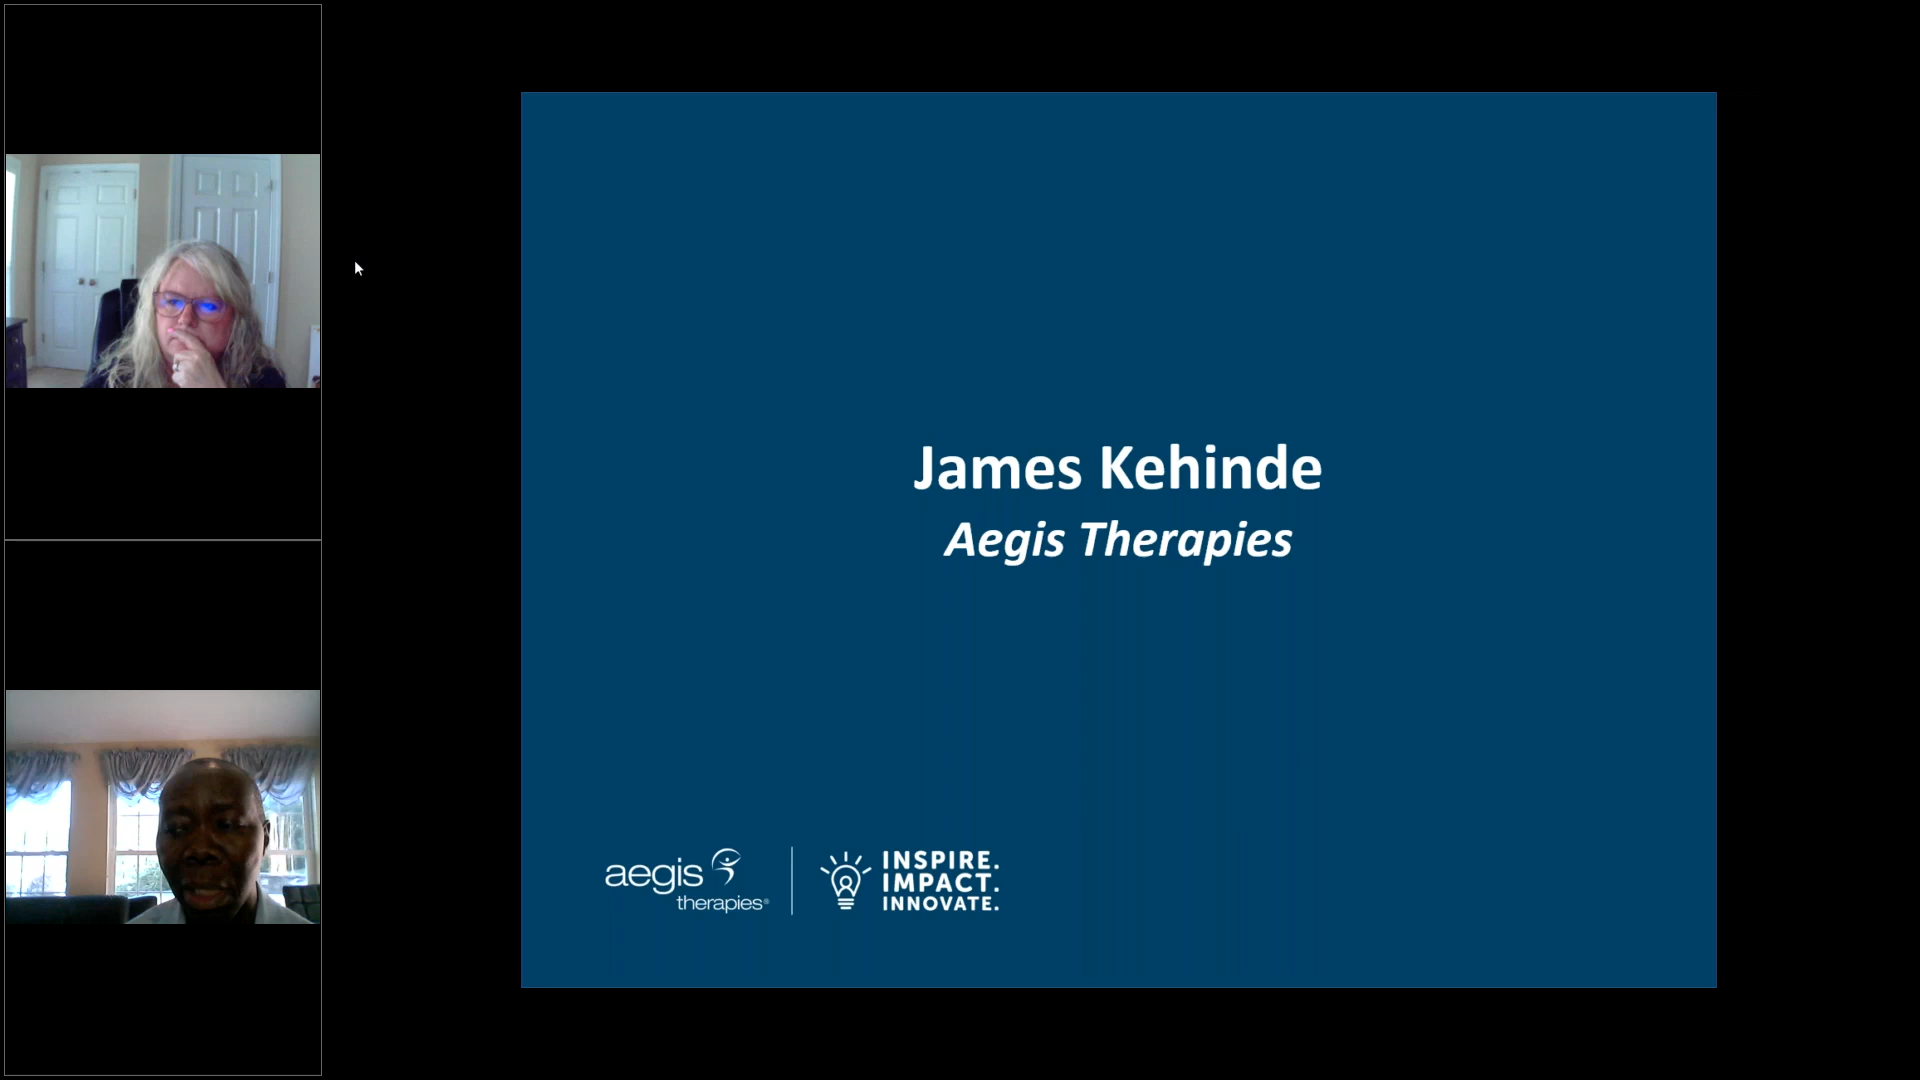 James Kehinde
Aegis Therapies
aegis
therapies®
INSPIRE.
IMPACT.
INNOVATE.